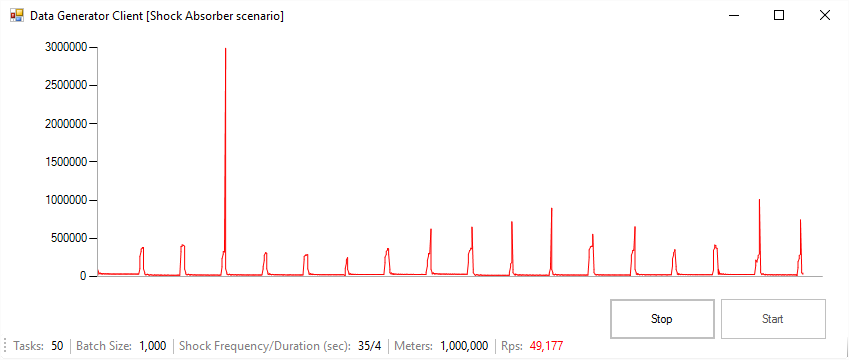 Data Generator Client [Shock Absorber scenario]
3000000
2500000
2000000
1500000
1000000
500000
0
Stop
Start
Tasks: 50 Batch Size: 1,000 Shock Frequency/Duration (sec): 35/4 Meters: 1,000,000 Rps: 49,177